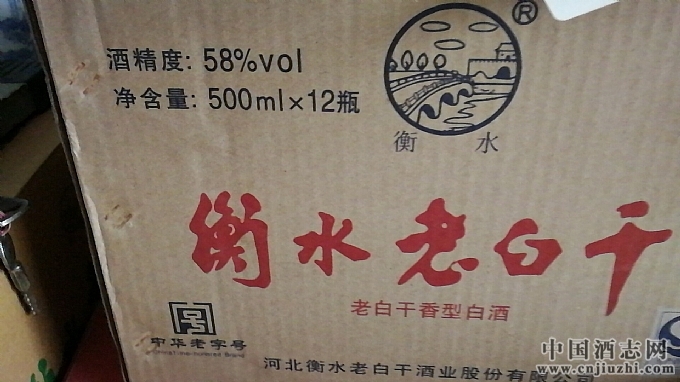 酒精度: 58%vol
净含量: 500ml×12瓶
®
衡 水
衡水老白干
老白干香型白酒
中华老字号
河北衡水老白干酒业股份有限公司
中国酒志网
www.cnjiuzhi.com